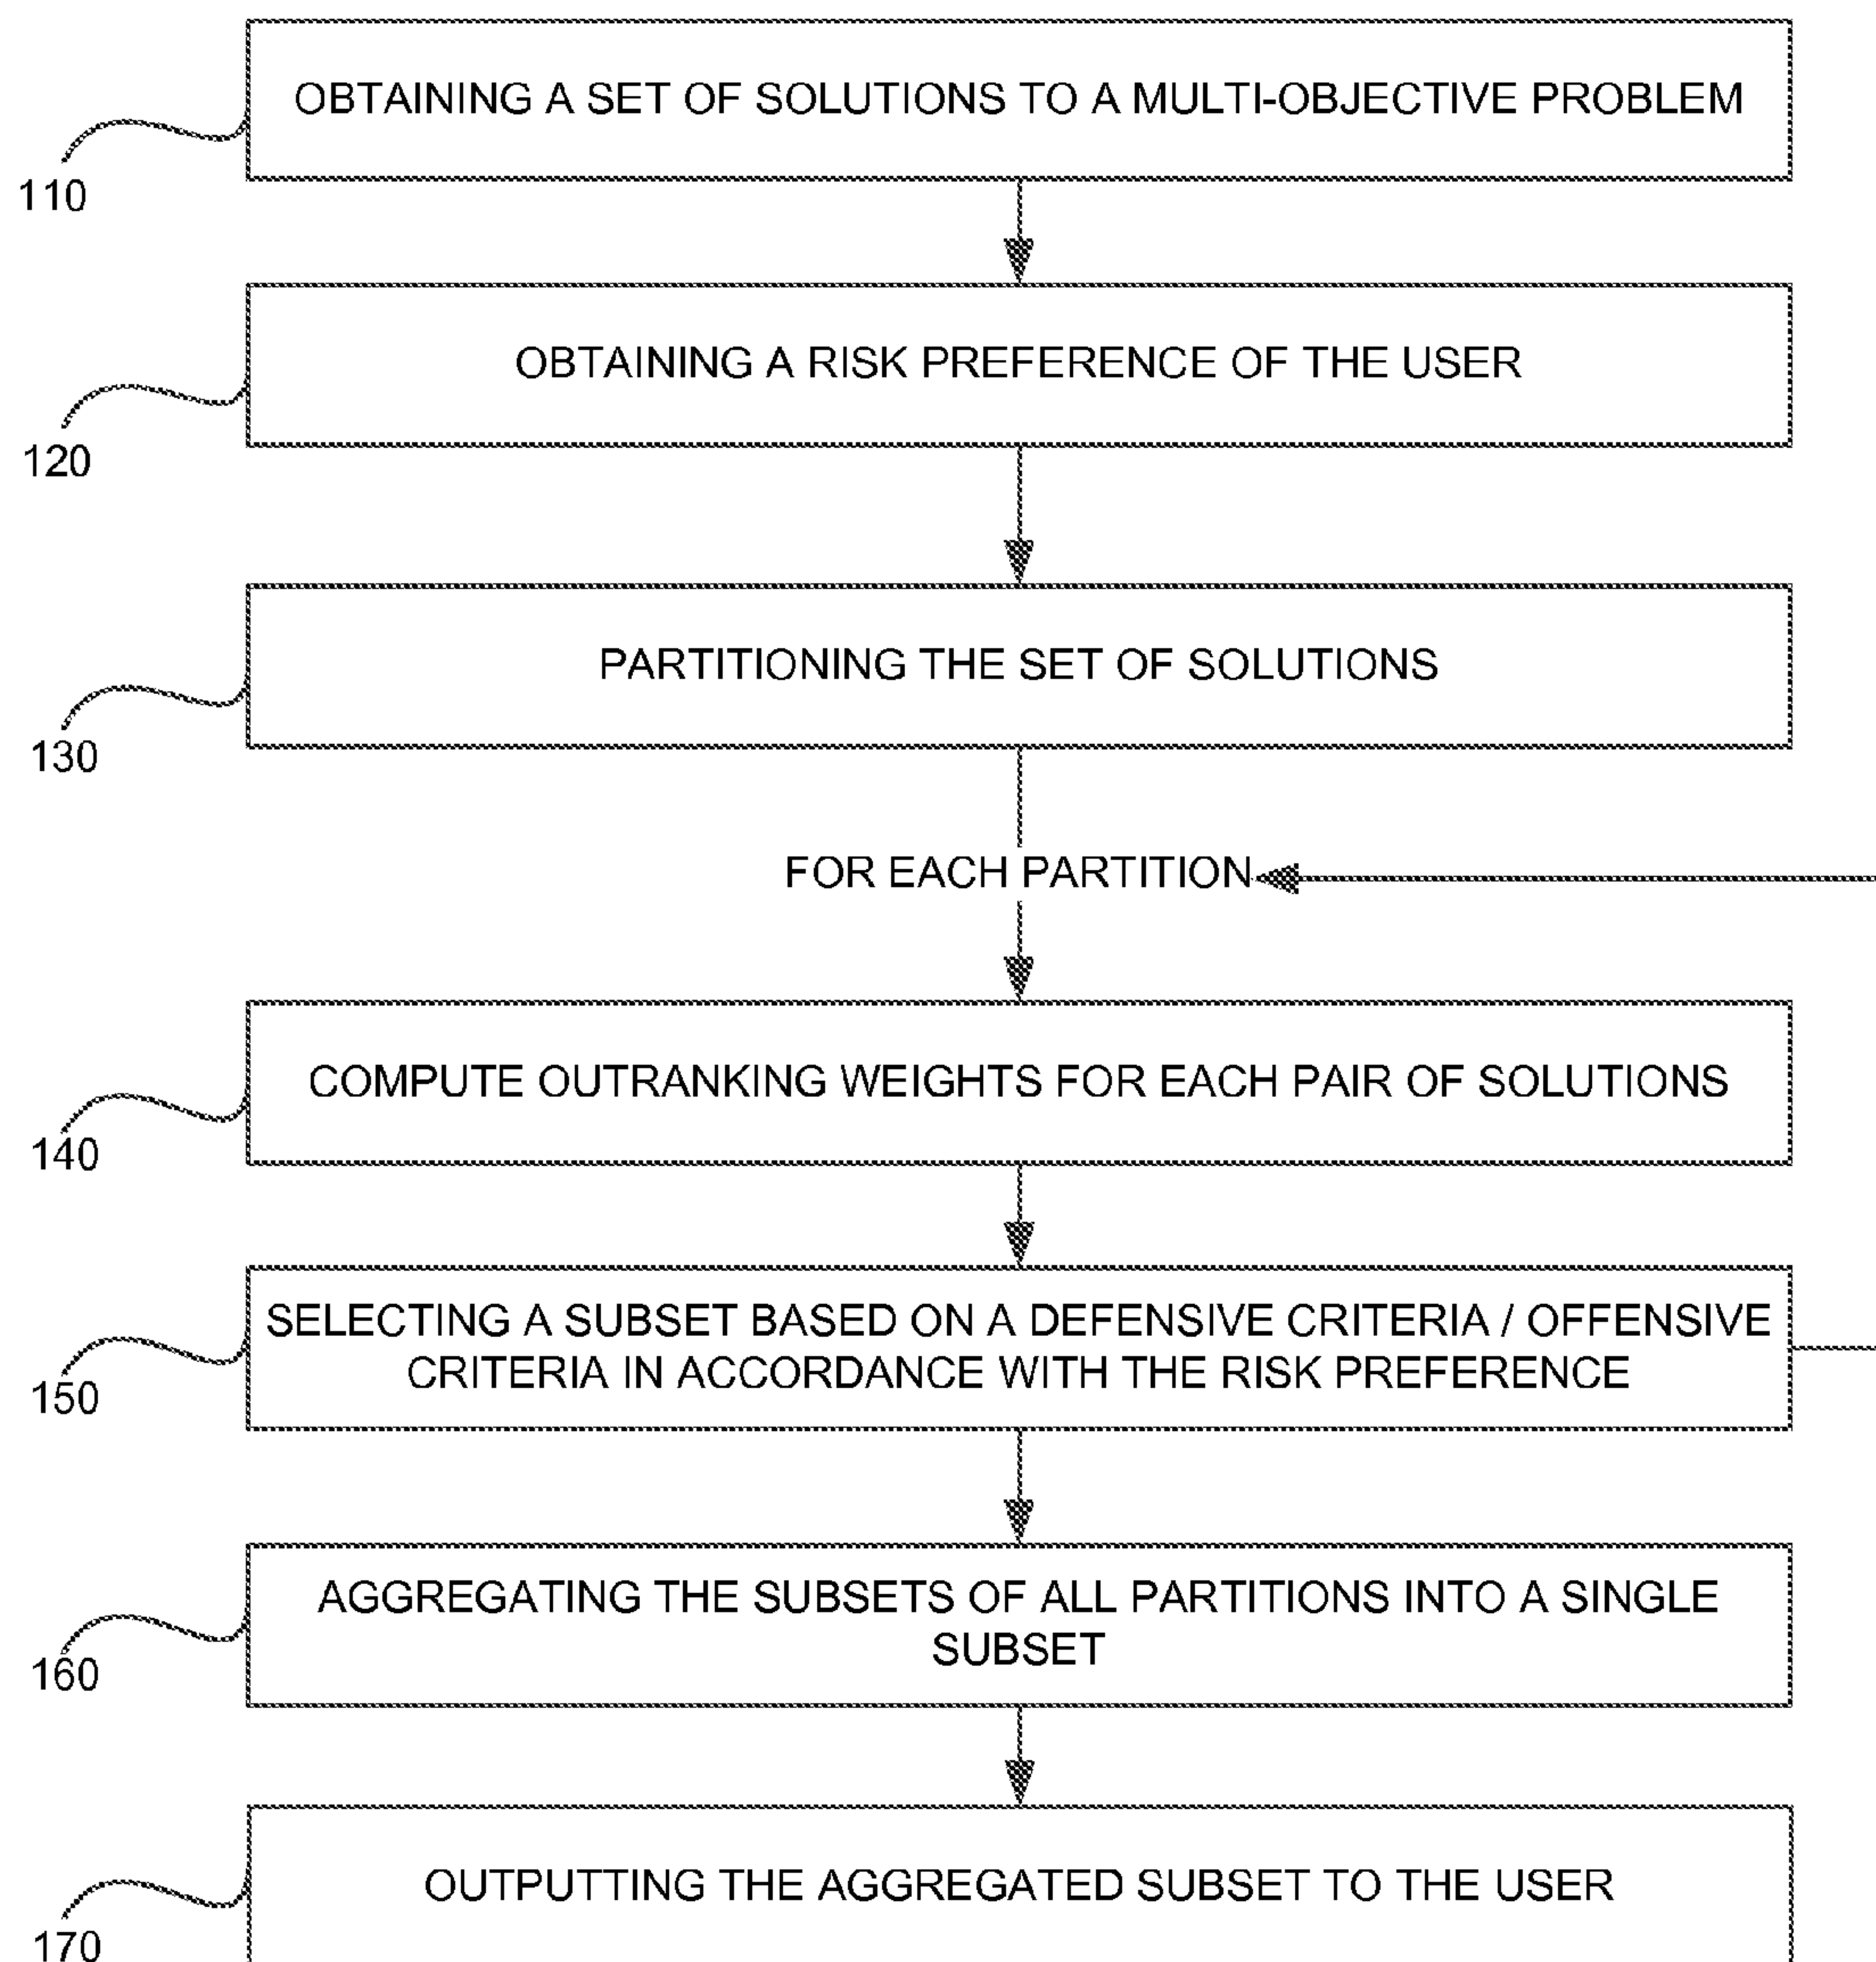 OBTAINING A SET OF SOLUTIONS TO A MULTI-OBJECTIVE PROBLEM
110
OBTAINING A RISK PREFERENCE OF THE USER
120
PARTITIONING THE SET OF SOLUTIONS
130
FOR EACH PARTITION
COMPUTE OUTRANKING WEIGHTS FOR EACH PAIR OF SOLUTIONS
140
SELECTING A SUBSET BASED ON A DEFENSIVE CRITERIA / OFFENSIVE
CRITERIA IN ACCORDANCE WITH THE RISK PREFERENCE
150
AGGREGATING THE SUBSETS OF ALL PARTITIONS INTO A SINGLE
SUBSET
160
OUTPUTTING THE AGGREGATED SUBSET TO THE USER
170